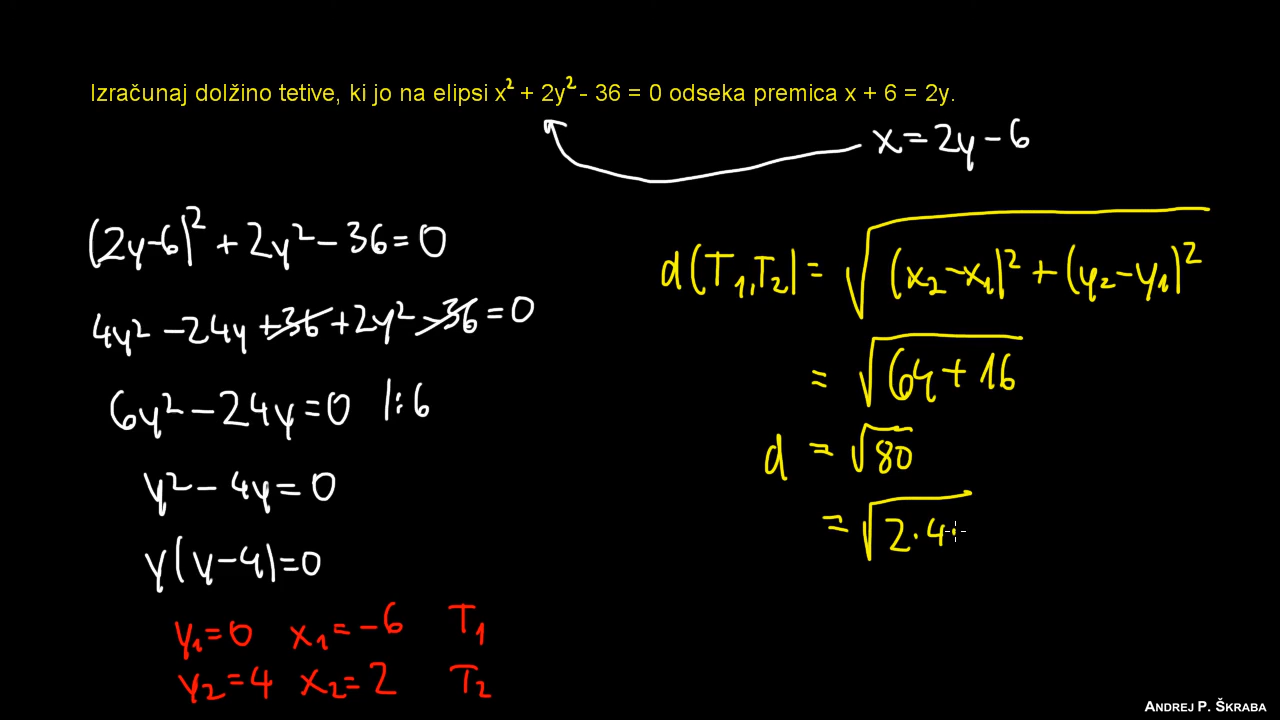 Izračunaj dolžino tetive, ki jo na elipsi x² + 2y² - 36 = 0 odseka premica x + 6 = 2y.
x = 2y - 6
(2y-6)² + 2y² - 36 = 0
4y² - 24y + 36 + 2y² - 36 = 0
6y² - 24y = 0 |:6
y² - 4y = 0
y(y-4) = 0
y₁ = 0 x₁ = -6 T₁
y₂ = 4 x₂ = 2 T₂
d(T₁,T₂) = √((x₂-x₁)² + (y₂-y₁)²)
= √(64 + 16)
d = √80
= √(2·4·
ANDREJ P. ŠKRABA